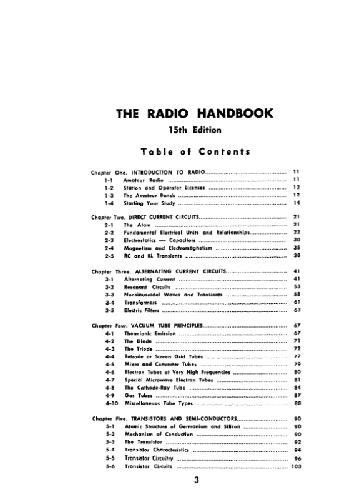 THE RADIO HANDBOOK
15th Edition
Table of Contents
Chapter One. INTRODUCTION TO RADIO 11
1-1 Amateur Radio 11
1-2 Station and Operator Licenses 12
1-3 The Amateur Bands 12
1-4 Starting Your Study 14
Chapter Two. DIRECT CURRENT CIRCUITS 21
2-1 The Atom 21
2-2 Fundamental Electrical Units and Relationships 22
2-3 Electrostatics — Capacitors 30
2-4 Magnetism and Electromagnetism 35
2-5 RC and RL Transients 38
Chapter Three. ALTERNATING CURRENT CIRCUITS 41
3-1 Alternating Current 41
3-2 Resonant Circuits 53
3-3 Nonsinusoidal Waves and Transients 58
3-4 Transformers 61
3-5 Electric Filters 63
Chapter Four. VACUUM TUBE PRINCIPLES 67
4-1 Thermionic Emission 67
4-2 The Diode 71
4-3 The Triode 72
4-4 Tetrode or Screen Grid Tubes 77
4-5 Mixer and Converter Tubes 79
4-6 Electron Tubes at Very High Frequencies 80
4-7 Special Microwave Electron Tubes 81
4-8 The Cathode-Ray Tube 84
4-9 Gas Tubes 87
4-10 Miscellaneous Tube Types 88
Chapter Five. TRANSISTORS AND SEMI-CONDUCTORS 90
5-1 Atomic Structure of Germanium and Silicon 90
5-2 Mechanism of Conduction 90
5-3 The Transistor 92
5-4 Transistor Characteristics 94
5-5 Transistor Circuitry 96
5-6 Transistor Circuits 103
3